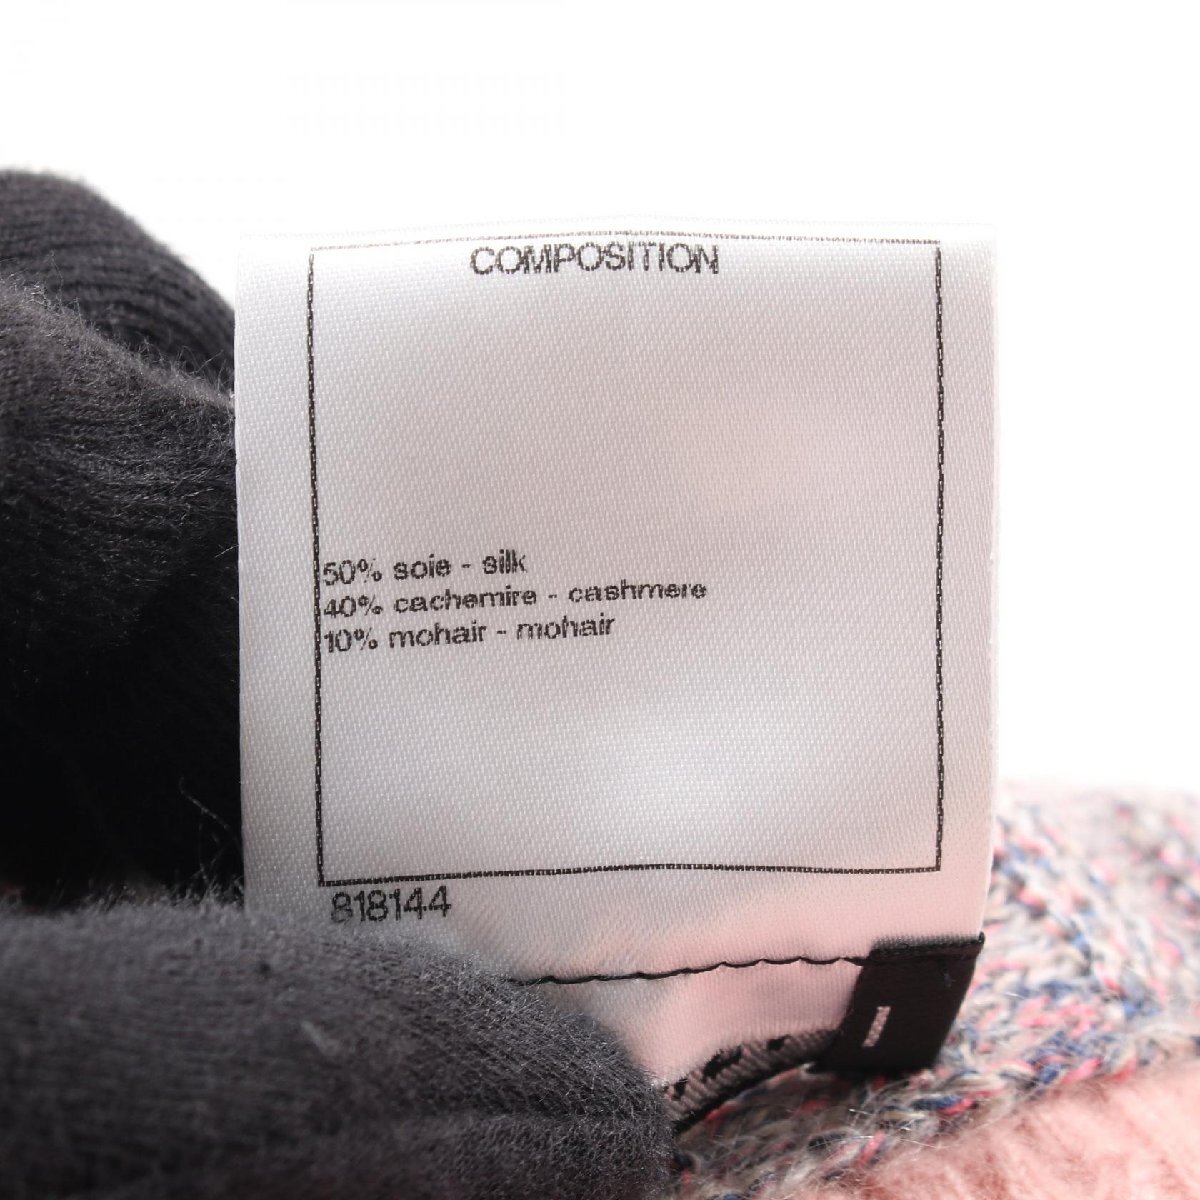 COMPOSITION
50% soie - silk
40% cachemire - cashmere
10% mohair - mohair
818144